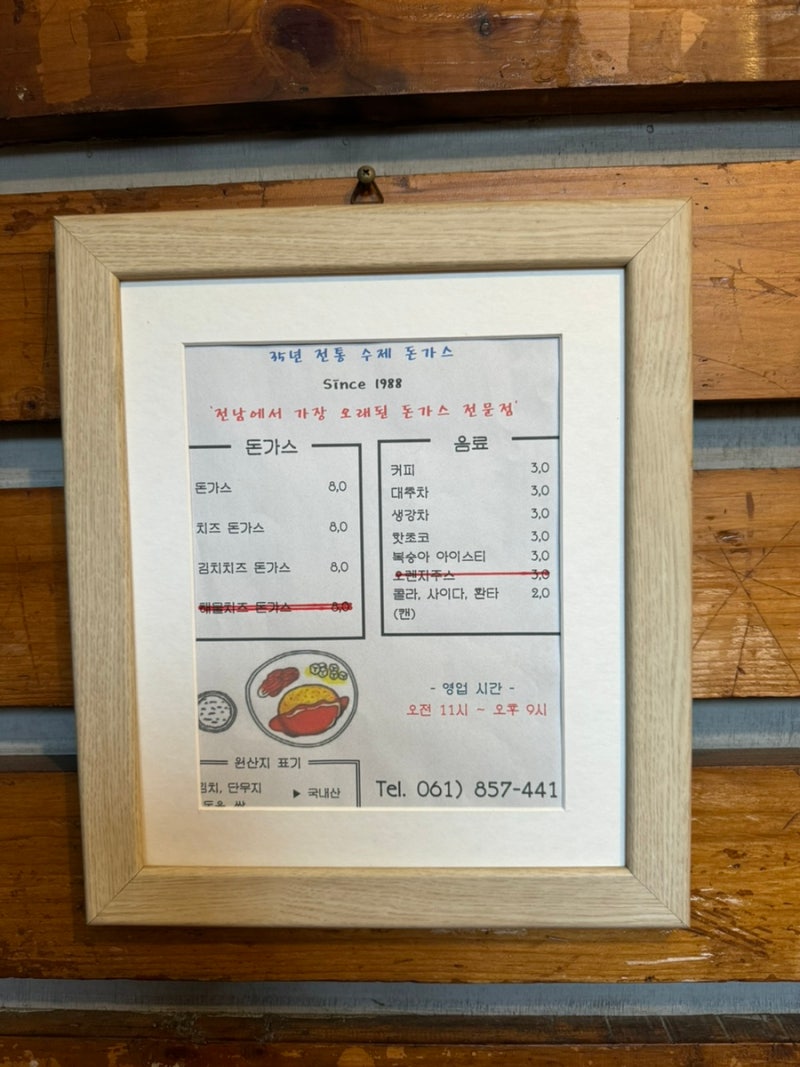 35년 전통 수제 돈가스
Since 1988
'전남에서 가장 오래된 돈가스 전문점'
돈가스
돈가스 8,0
치즈 돈가스 8,0
김치치즈 돈가스 8,0
해물치즈 돈가스 8,0
음료
커피 3,0
대추차 3,0
생강차 3,0
핫초코 3,0
복숭아 아이스티 3,0
오렌지주스 3,0
콜라, 사이다, 환타 2,0
(캔)
- 영업 시간 -
오전 11시 ~ 오후 9시
원산지 표기
김치, 단무지 ▶ 국내산
Tel. 061) 857-441